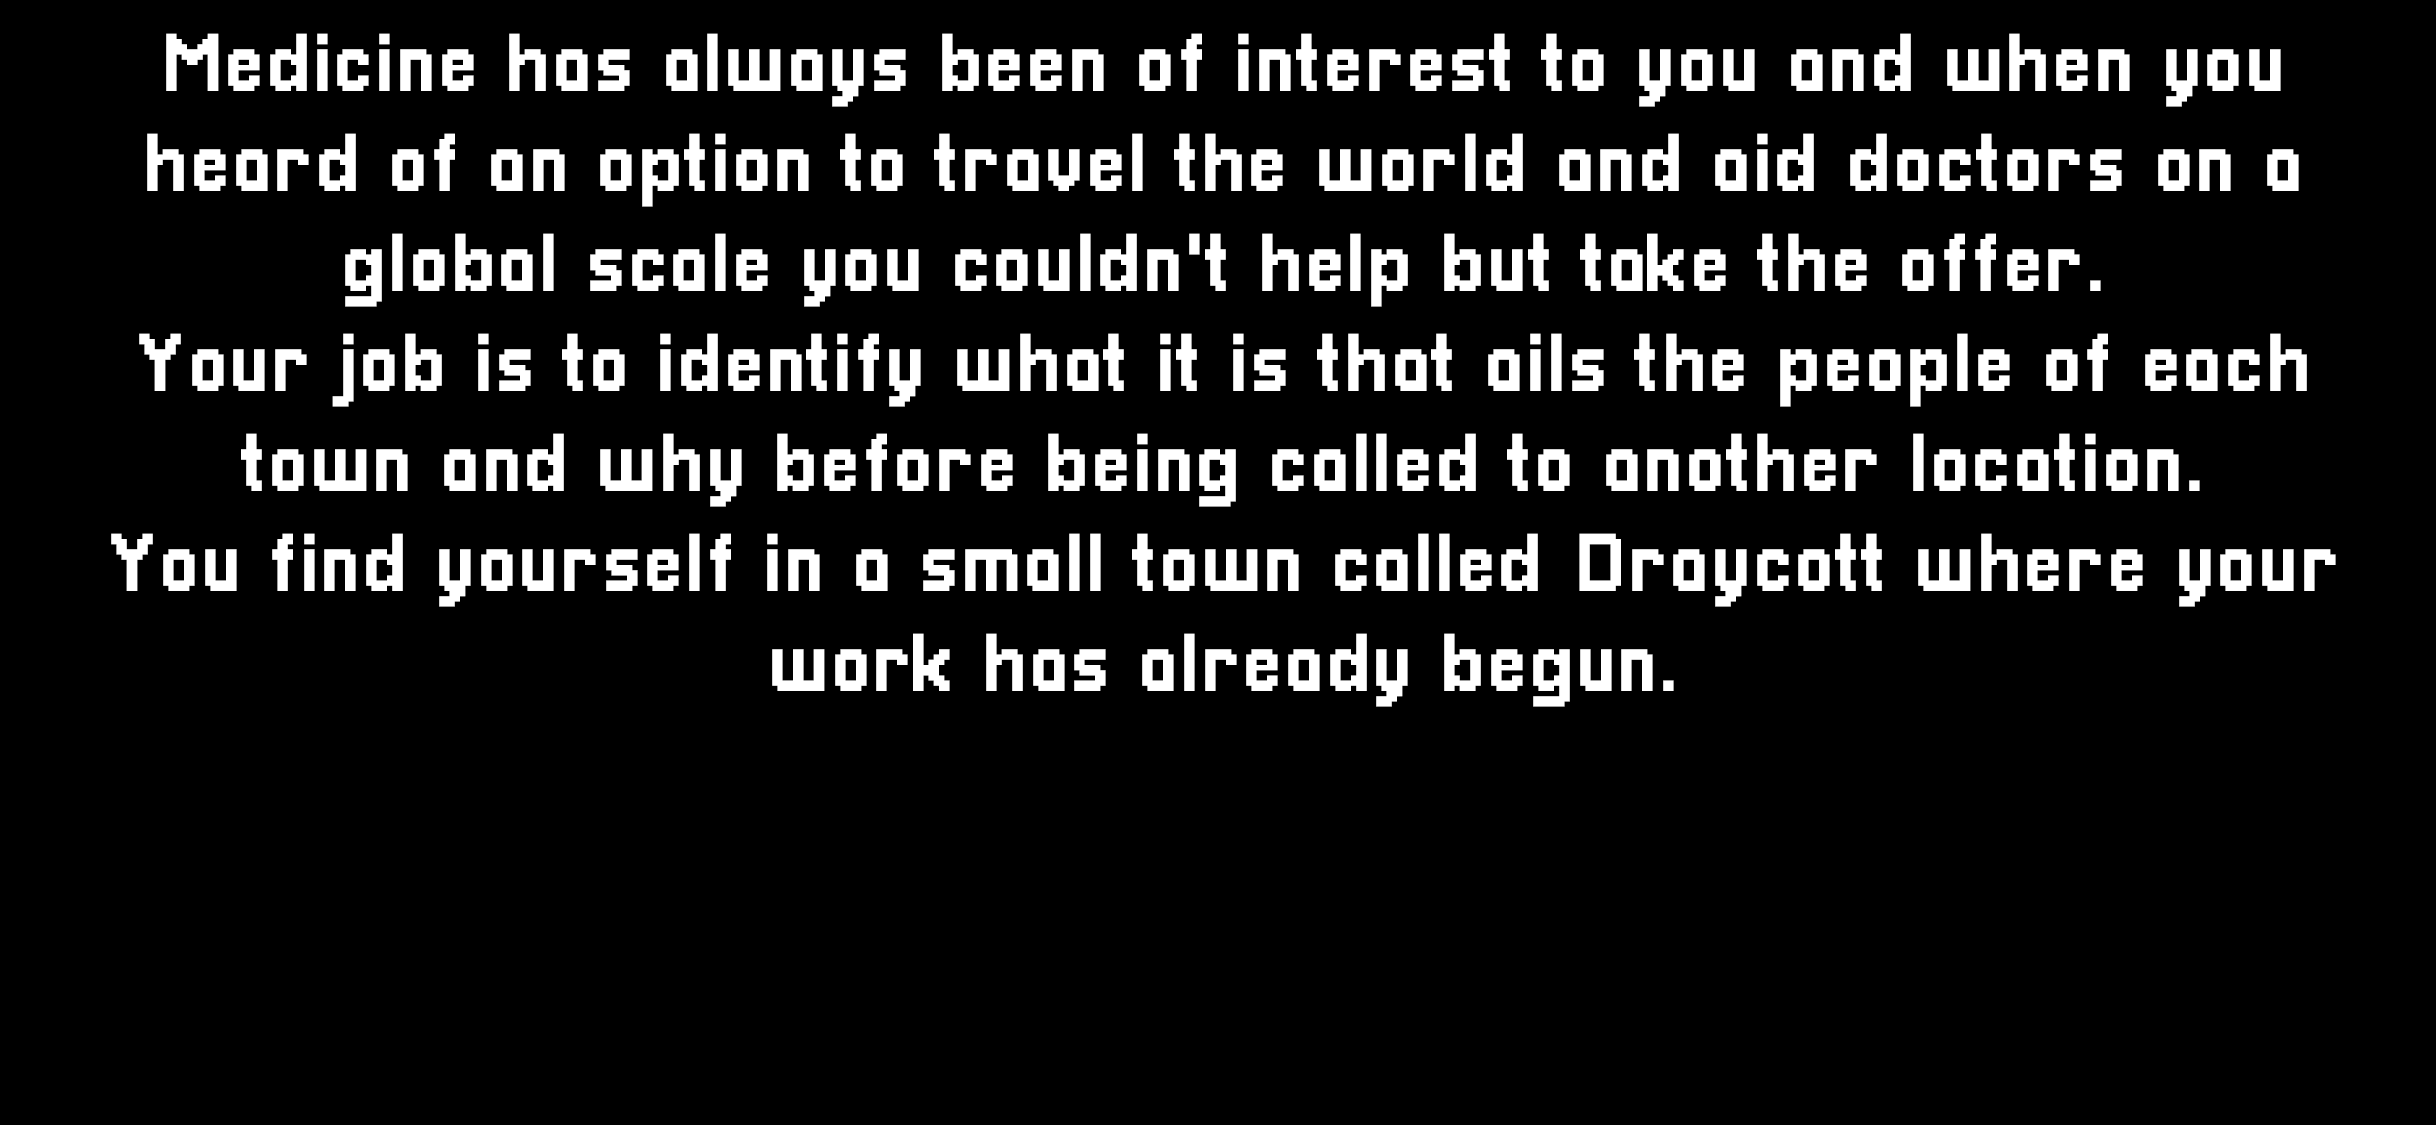 Medicine has always been of interest to you and when you
heard of an option to travel the world and aid doctors on a
global scale you couldn't help but take the offer.
Your job is to identify what it is that ails the people of each
town and why before being called to another location.
You find yourself in a small town called Draycott where your
work has already begun.